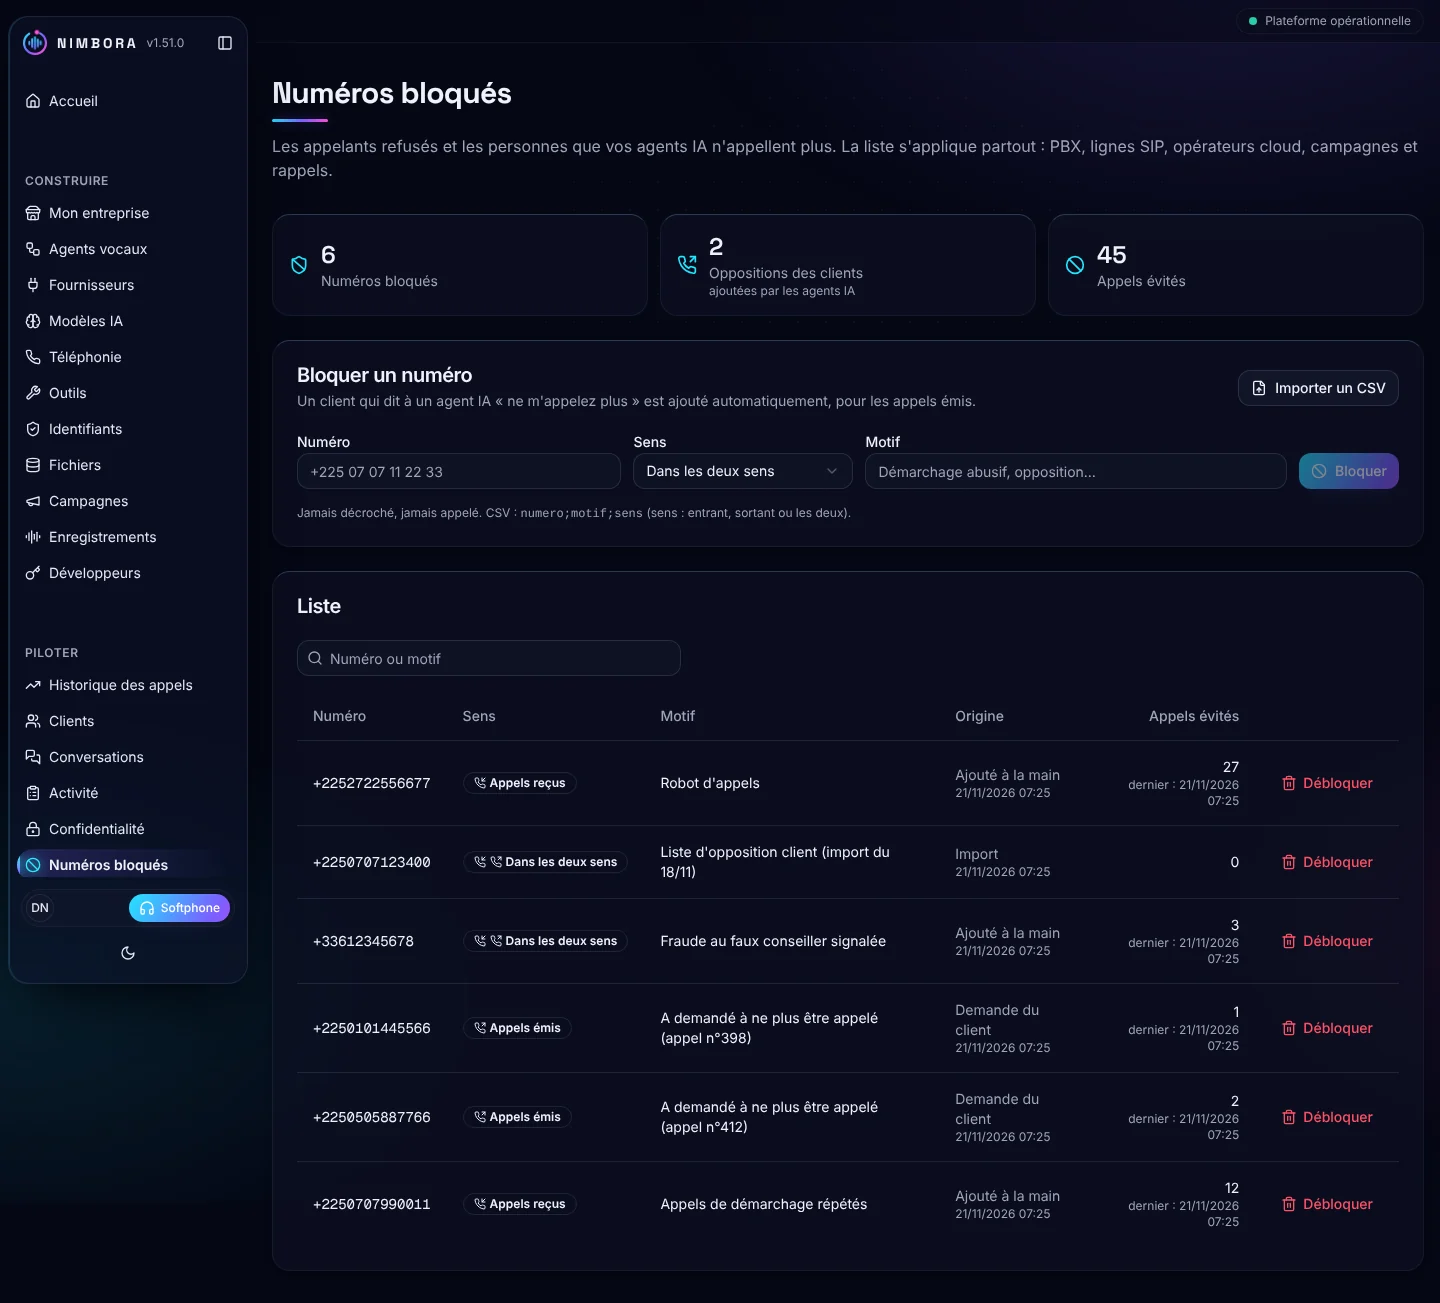 NIMBORA v1.51.0
Plateforme opérationnelle
Accueil
CONSTRUIRE
Mon entreprise
Agents vocaux
Fournisseurs
Modèles IA
Téléphonie
Outils
Identifiants
Fichiers
Campagnes
Enregistrements
Développeurs
PILOTER
Historique des appels
Clients
Conversations
Activité
Confidentialité
Numéros bloqués
DN
Softphone
Numéros bloqués
Les appelants refusés et les personnes que vos agents IA n'appellent plus. La liste s'applique partout : PBX, lignes SIP, opérateurs cloud, campagnes et
rappels.
6
Numéros bloqués
2
Oppositions des clients
ajoutées par les agents IA
45
Appels évités
Bloquer un numéro
Un client qui dit à un agent IA « ne m'appelez plus » est ajouté automatiquement, pour les appels émis.
Importer un CSV
Numéro
Sens
Motif
+225 07 07 11 22 33
Dans les deux sens
Démarchage abusif, opposition...
Bloquer
Jamais décroché, jamais appelé. CSV : numero;motif;sens (sens : entrant, sortant ou les deux).
Liste
Numéro ou motif
Numéro Sens Motif Origine Appels évités
+2252722556677
Appels reçus
Robot d'appels
Ajouté à la main
21/11/2026 07:25
27
dernier : 21/11/2026
07:25
Débloquer
+2250707123400
Dans les deux sens
Liste d'opposition client (import du
18/11)
Import
21/11/2026 07:25
0
Débloquer
+33612345678
Dans les deux sens
Fraude au faux conseiller signalée
Ajouté à la main
21/11/2026 07:25
3
dernier : 21/11/2026
07:25
Débloquer
+2250101445566
Appels émis
A demandé à ne plus être appelé
(appel n°398)
Demande du
client
21/11/2026 07:25
1
dernier : 21/11/2026
07:25
Débloquer
+2250505887766
Appels émis
A demandé à ne plus être appelé
(appel n°412)
Demande du
client
21/11/2026 07:25
2
dernier : 21/11/2026
07:25
Débloquer
+2250707990011
Appels reçus
Appels de démarchage répétés
Ajouté à la main
21/11/2026 07:25
12
dernier : 21/11/2026
07:25
Débloquer